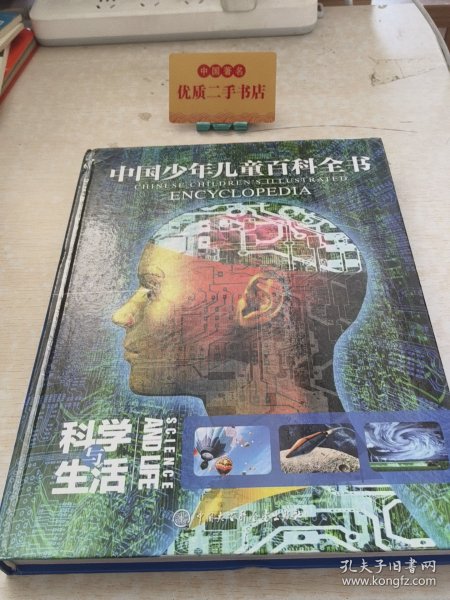 中国著名
优质二手书店
中国少年儿童百科全书
CHINESE CHILDREN'S ILLUSTRATED
ENCYCLOPEDIA
科学
与
生活
SCIENCE
AND LIFE
孔夫子旧书网
www.kongfz.com